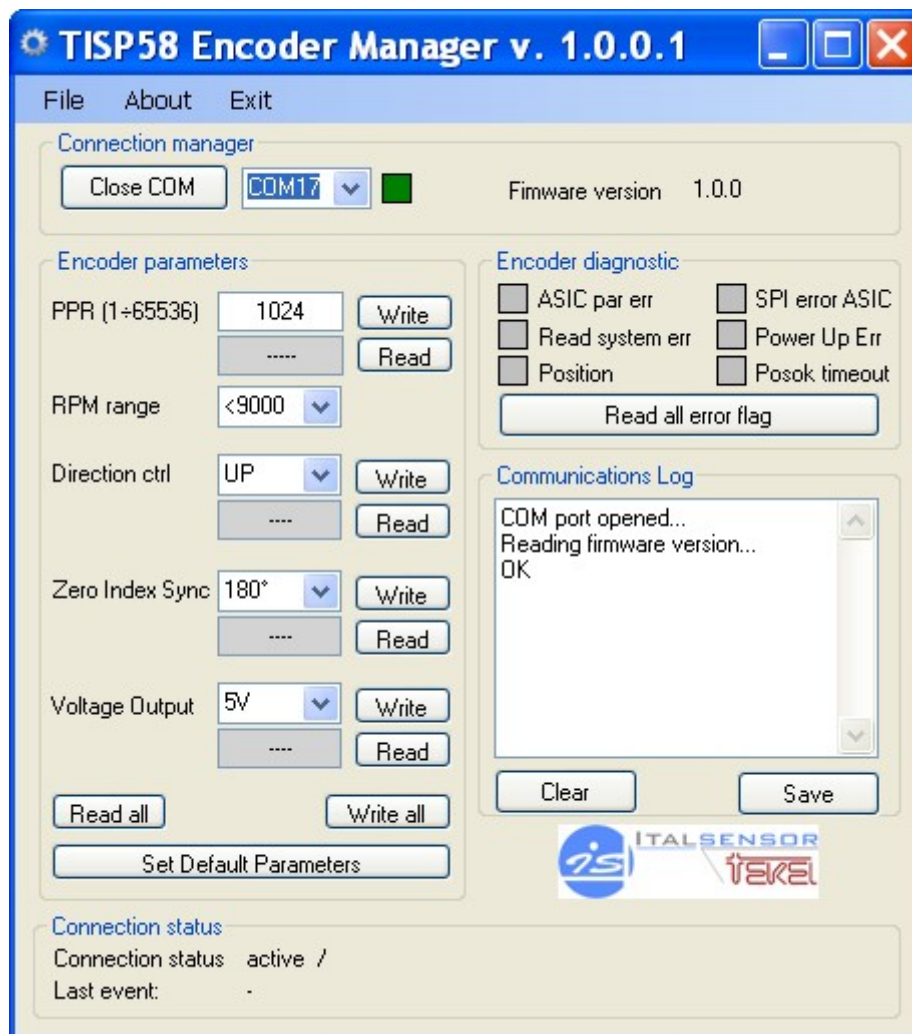 TISP58 Encoder Manager v. 1.0.0.1
File About Exit
Connection manager
Close COM COM17 Fimware version 1.0.0
Encoder parameters
PPR (1÷65536) 1024 Write
----- Read
RPM range <9000
Direction ctrl UP Write
---- Read
Zero Index Sync 180° Write
---- Read
Voltage Output 5V Write
---- Read
Read all Write all
Set Default Parameters
Encoder diagnostic
ASIC par err SPI error ASIC
Read system err Power Up Err
Position Posok timeout
Read all error flag
Communications Log
COM port opened...
Reading firmware version...
OK
Clear Save
is ITALSENSOR
TEKEL
Connection status
Connection status active /
Last event: -